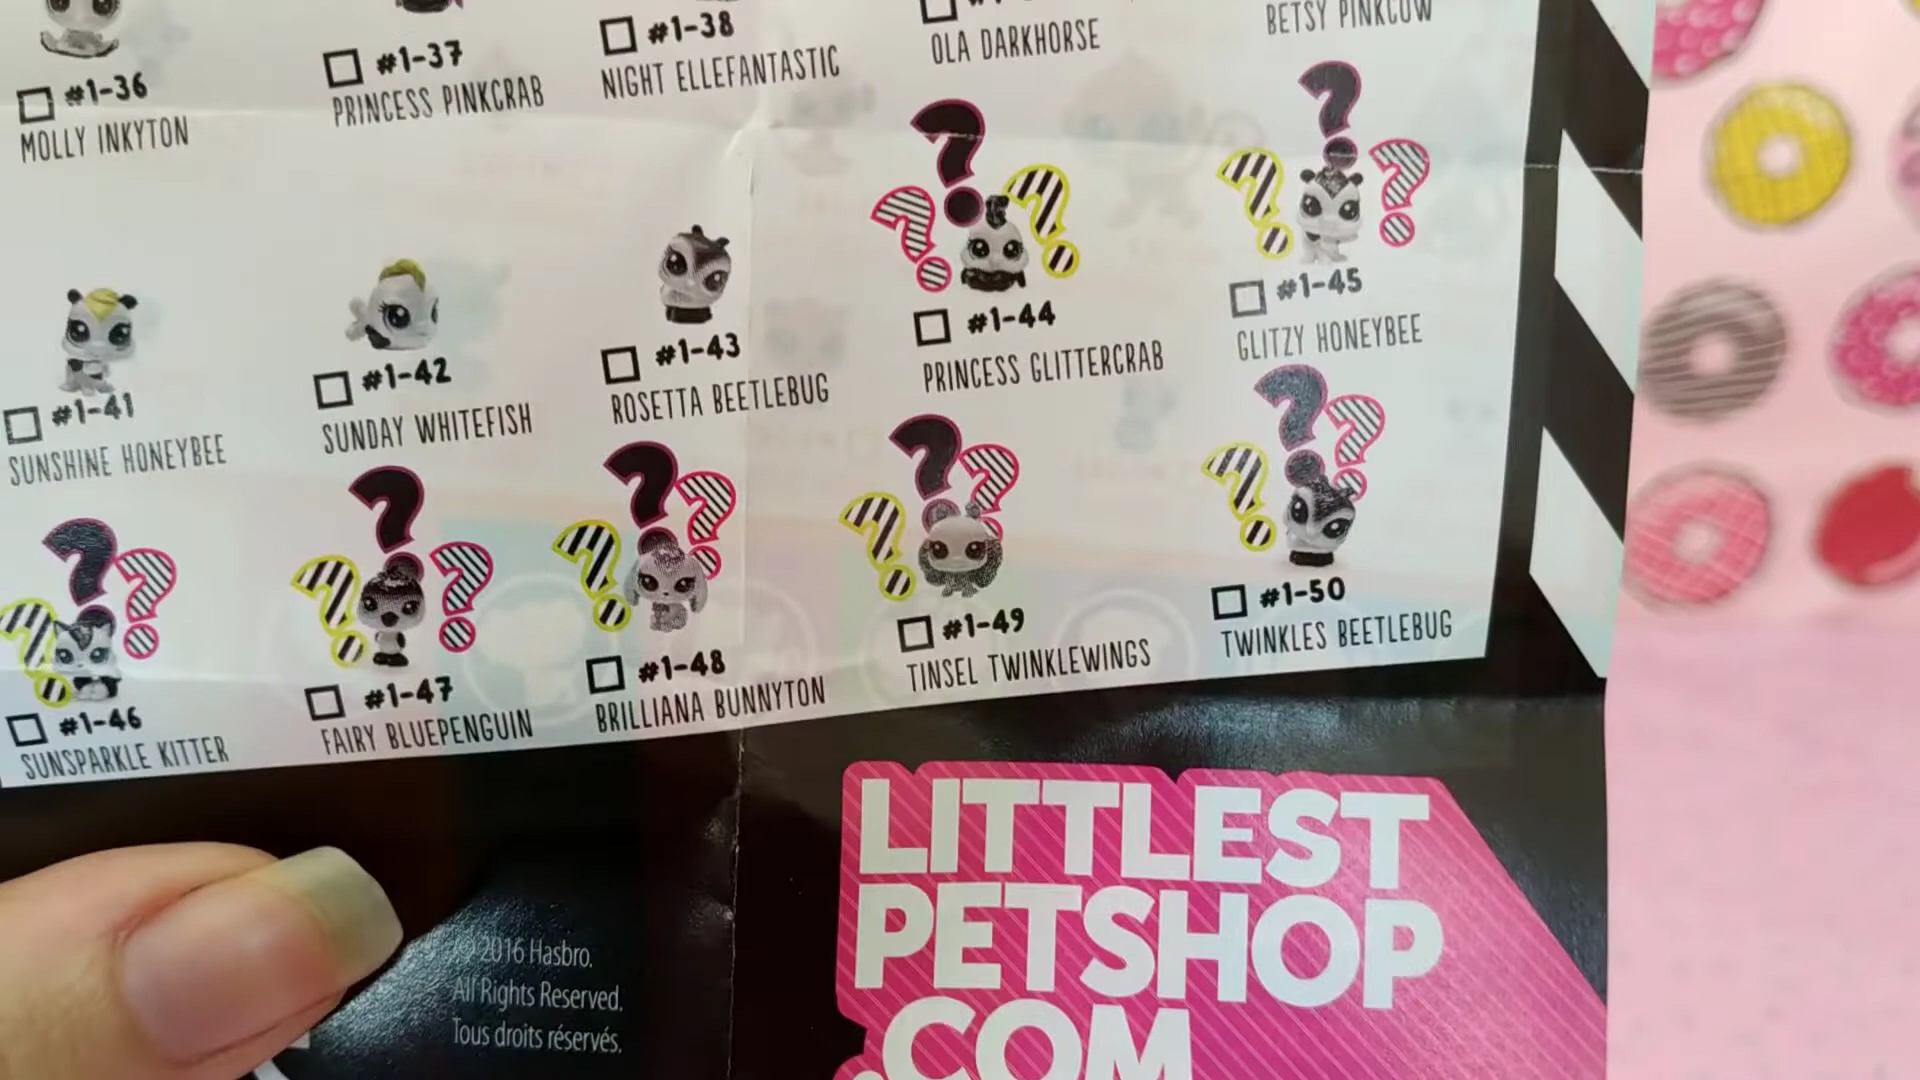 #1-36
MOLLY INKYTON
#1-37
PRINCESS PINKCRAB
#1-38
NIGHT ELLEFANTASTIC
OLA DARKHORSE
BETSY PINKCOW
#1-41
SUNSHINE HONEYBEE
#1-42
SUNDAY WHITEFISH
#1-43
ROSETTA BEETLEBUG
#1-44
PRINCESS GLITTERCRAB
#1-45
GLITZY HONEYBEE
#1-46
SUNSPARKLE KITTER
#1-47
FAIRY BLUEPENGUIN
#1-48
BRILLIANA BUNNYTON
#1-49
TINSEL TWINKLEWINGS
#1-50
TWINKLES BEETLEBUG
© 2016 Hasbro.
All Rights Reserved.
Tous droits réservés.
LITTLEST
PETSHOP
.COM